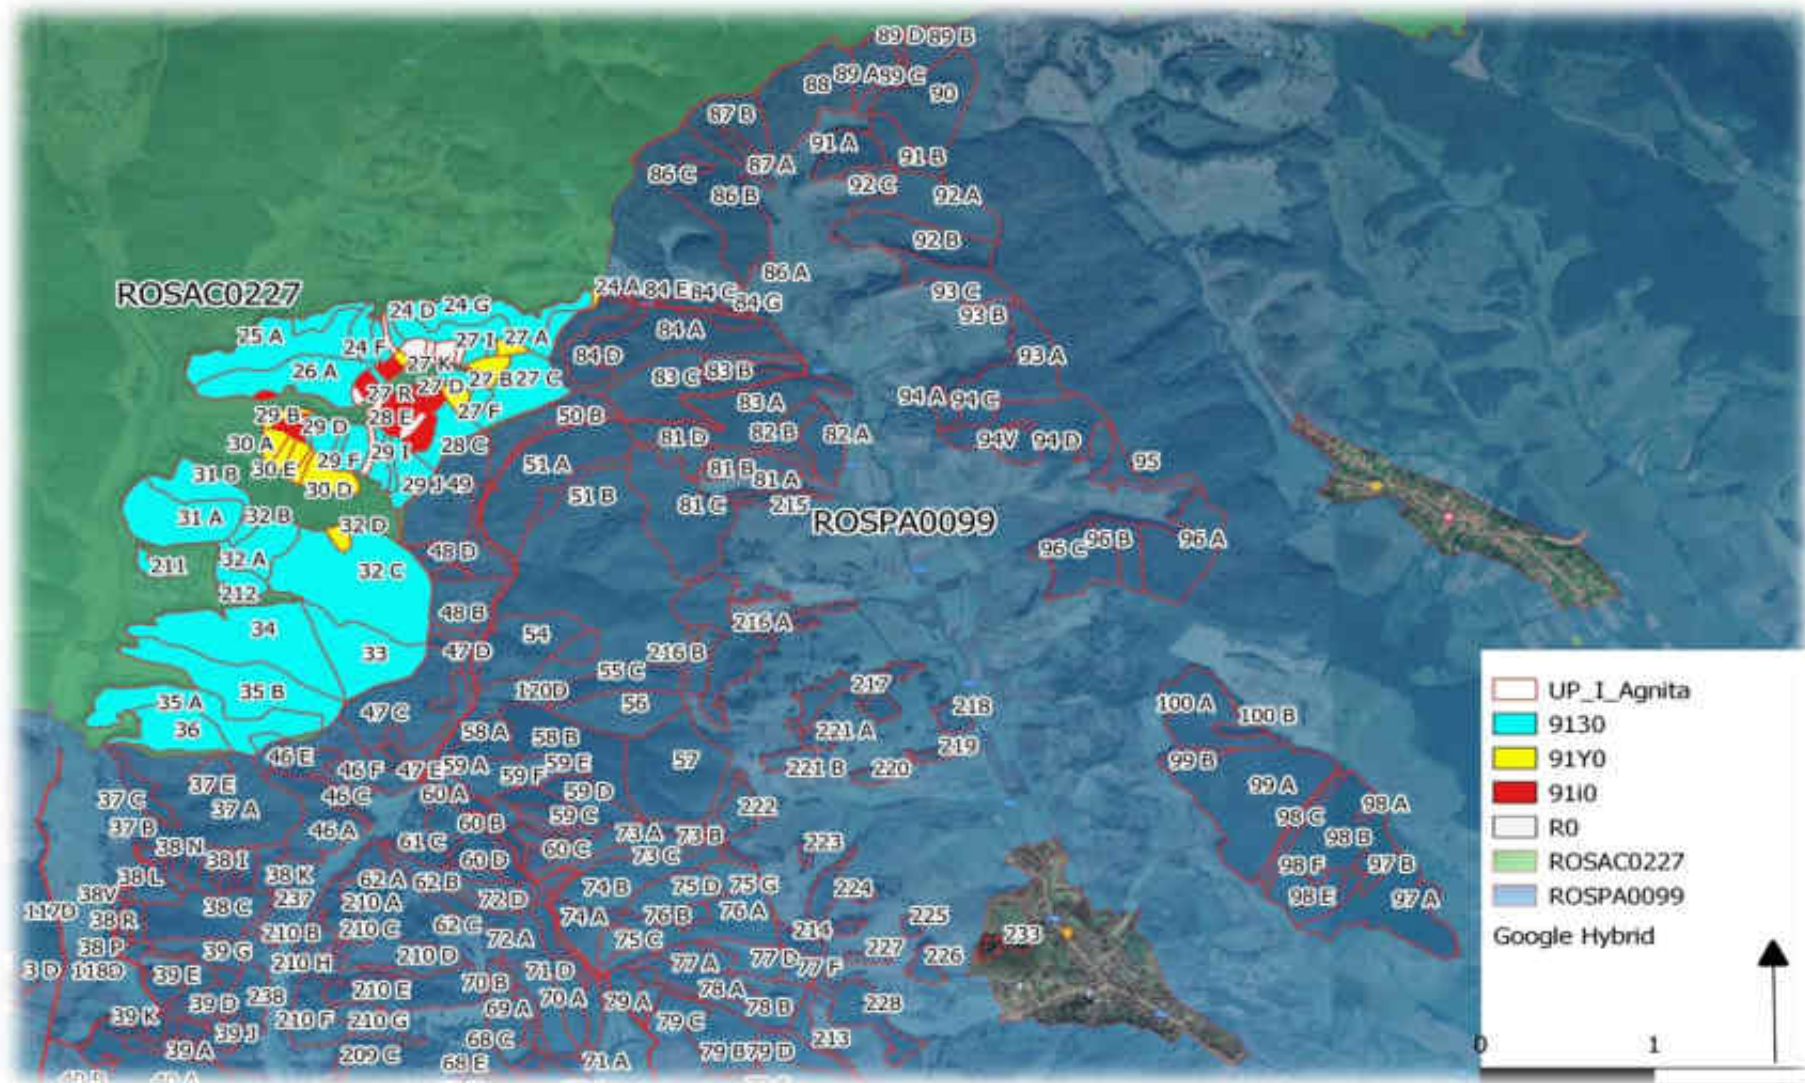 89 D 89 B
88 89 A 89 C
90
87 B
91 A
87 A 91 B
86 C
92 C
86 B 92 A
92 B
86 A
ROSAC0227
24 A 84 E 84 C 84 G
93 C
24 D 24 G
93 B
25 A 27 I 27 A 84 A
24 F 84 D 93 A
27 K
26 A 27 D 27 B 27 C 83 C 83 B
27 R 94 A 94 C
27 F 83 A
29 B 28 E 50 B
29 D 82 B 82 A
81 D 94V 94 D
30 A 29 I 28 C
29 F 51 A 95
31 B 30 E 81 B
30 D 29 J 49 81 A
51 B 81 C 215
31 A 32 B 32 D ROSPA0099
96 C 96 B 96 A
48 D
211 32 A 32 C
212
48 B
34 54 216 A
33 47 D 216 B
55 C
35 A 35 B 170D 217
36 47 C 56 218 100 A
100 B
58 A 58 B 221 A
219
46 E 57
46 F 47 E 59 A 59 F 59 E 221 B 220 99 B
37 E
37 C 46 C 60 A 59 D 99 A
37 A 222 98 A
37 B 46 A 60 B 59 C 98 C
73 A 73 B 98 B
38 N 61 C 60 C 223
38 I 60 D 73 C 98 F 97 B
38 L 38 K 62 A 62 B 74 B 75 D 75 G 224
38V 237 72 D 98 E 97 A
117D 38 C 210 A
38 R 62 C 74 A 76 B 76 A 225
210 B 210 C 214
38 P 39 G 72 A 75 C 227 233
210 D 226
3 D 118D 39 E 210 H 71 D 77 A 77 D 77 F
70 B
39 D 238 210 E 70 A 79 A 78 A 78 B 228
39 K 69 A
39 J 210 F 210 G 79 C
68 C 213
39 A 209 C 68 E 71 A 79 B 79 D
UP_I_Agnita
9130
91Y0
91i0
R0
ROSAC0227
ROSPA0099
Google Hybrid
0 1